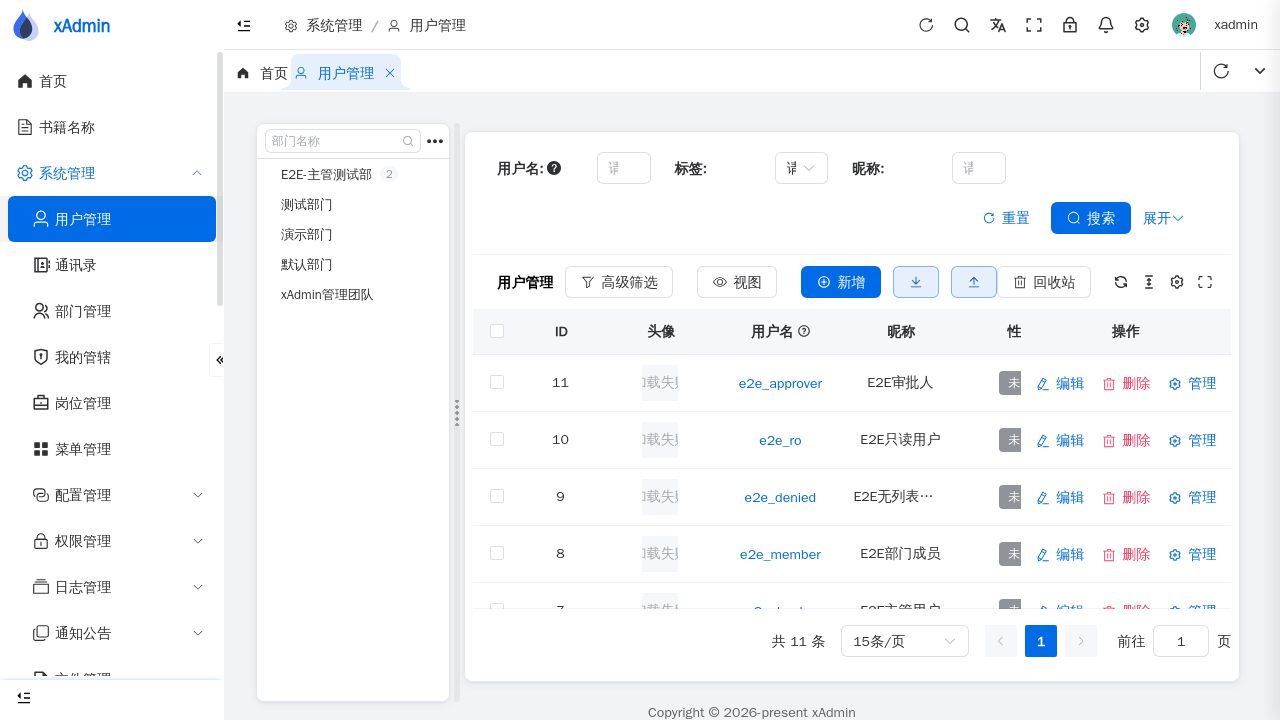 xAdmin
系统管理 / 用户管理
xadmin
首页
用户管理
首页
书籍名称
系统管理
用户管理
通讯录
部门管理
我的管辖
岗位管理
菜单管理
配置管理
权限管理
日志管理
通知公告
部门名称
E2E-主管测试部 2
测试部门
演示部门
默认部门
xAdmin管理团队
用户名:
标签:
昵称:
重置
搜索
展开
用户管理
高级筛选
视图
新增
回收站
ID 头像 用户名 昵称 性 操作
11 e2e_approver E2E审批人 未 编辑 删除 管理
10 e2e_ro E2E只读用户 未 编辑 删除 管理
9 e2e_denied E2E无列表… 未 编辑 删除 管理
8 e2e_member E2E部门成员 未 编辑 删除 管理
共 11 条
15条/页
1
前往 1 页
Copyright © 2026-present xAdmin